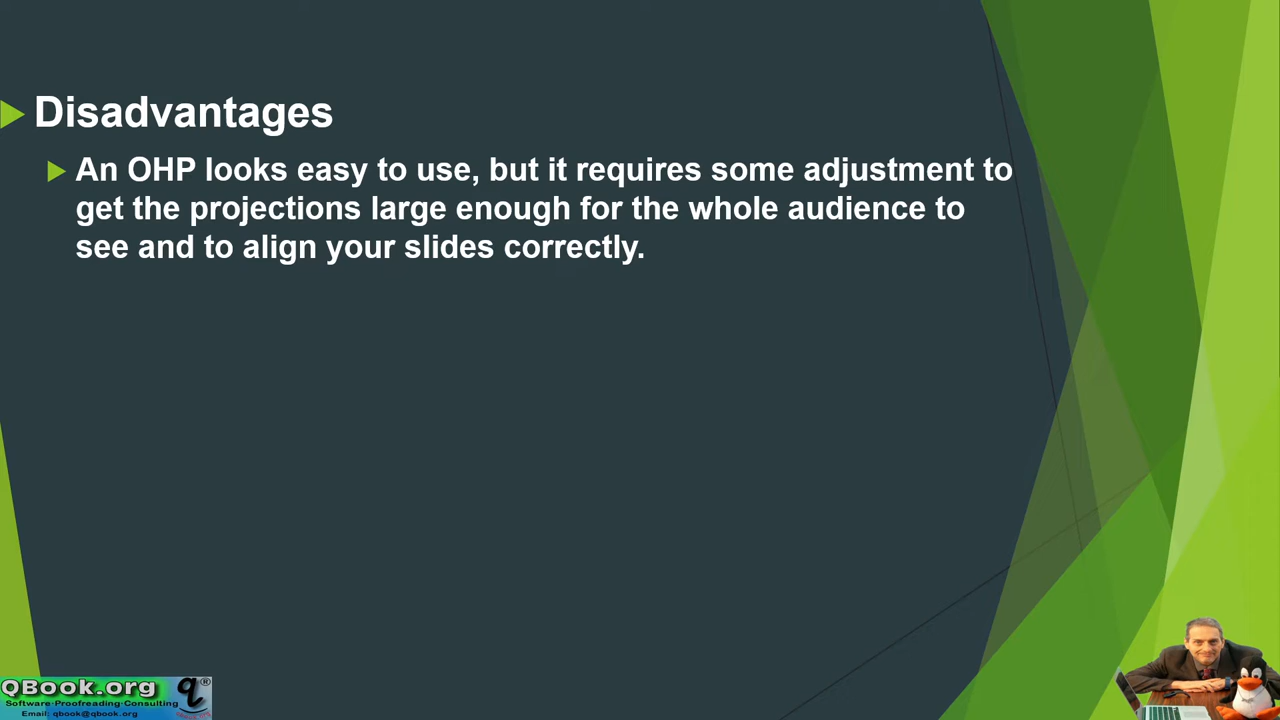 Disadvantages
An OHP looks easy to use, but it requires some adjustment to
get the projections large enough for the whole audience to
see and to align your slides correctly.
QBook.org
q®
Software·Proofreading·Consulting
Email: qbook@qbook.org